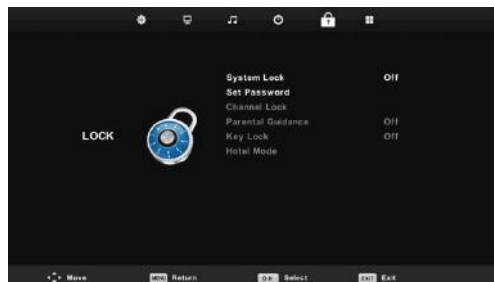 System Lock Off
Set Password
Channel Lock
Parental Guidance Off
LOCK
Key Lock Off
Hotel Mode
Move MENU Return OK Select EXIT Exit